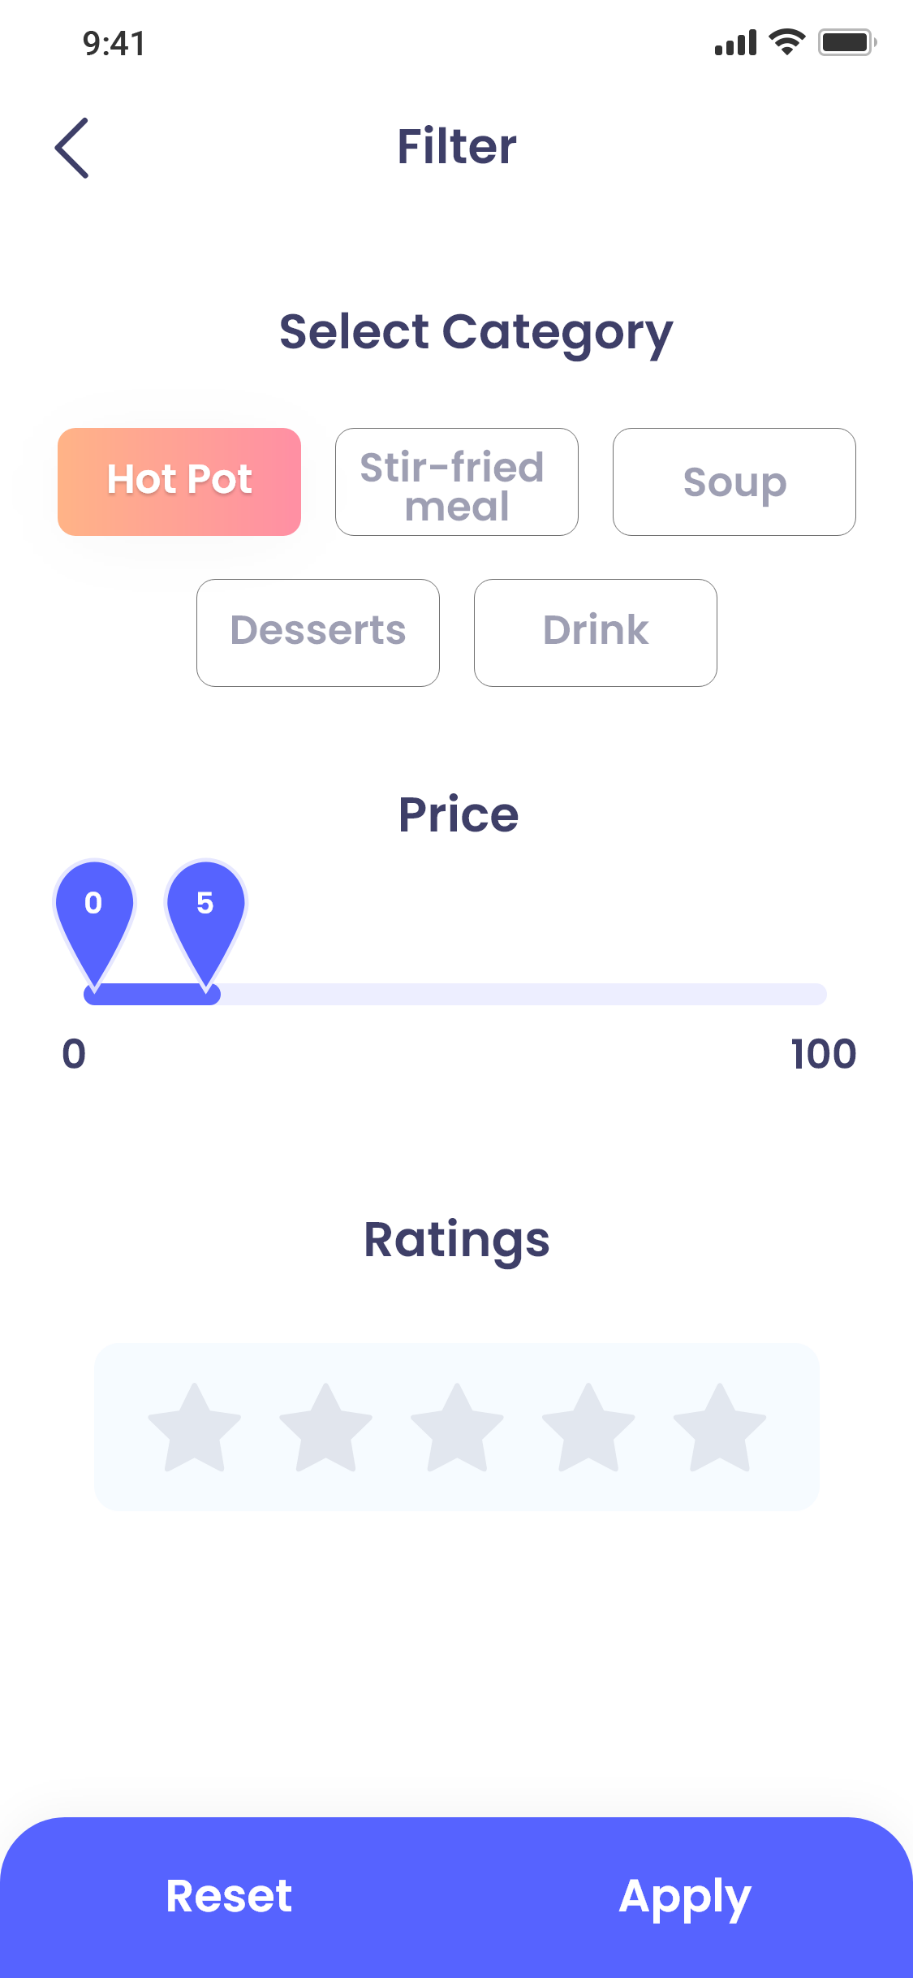 9:41
Filter
Select Category
Hot Pot
Stir-fried
meal
Soup
Desserts
Drink
Price
0
5
0
100
Ratings
Reset
Apply